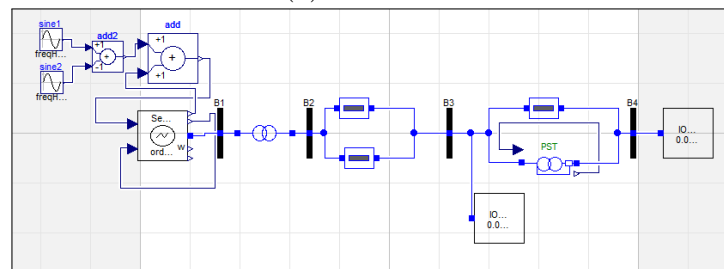 sine1
add
add2
+1
+1
+1
-1
+1
freqH...
sine2
freqH...
Se...
ord...
w
B1
B2
B3
B4
PST
IO...
0.0...
IO...
0.0...